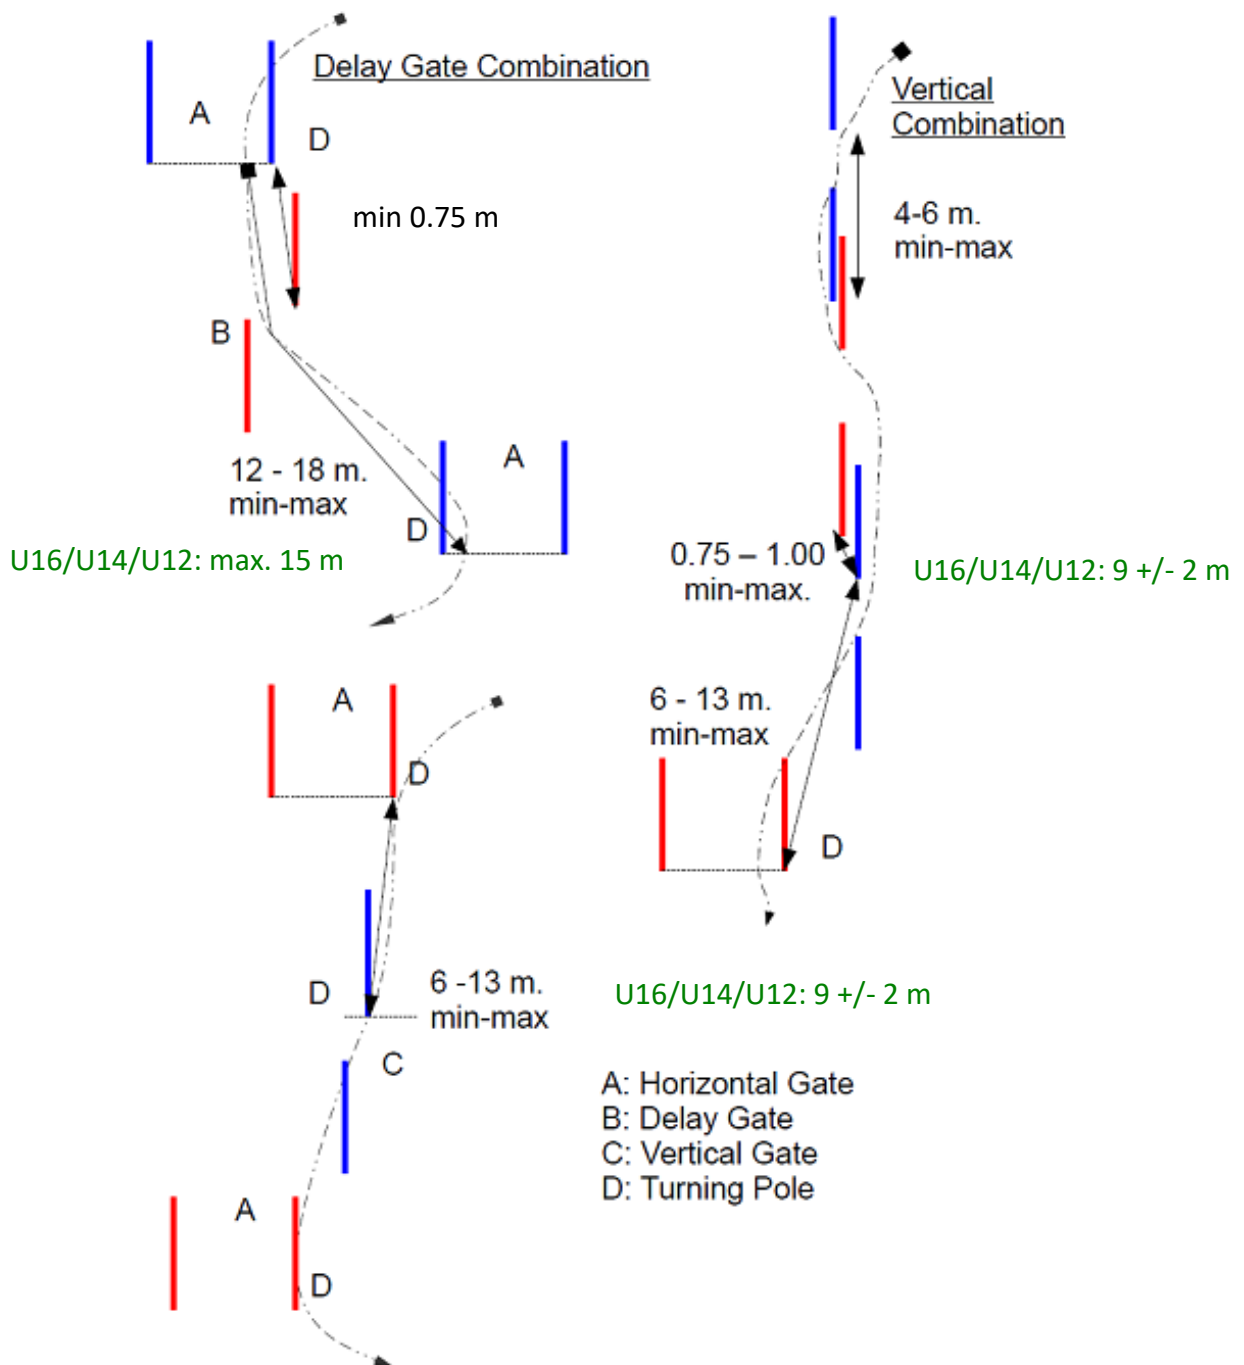 Delay Gate Combination
A
D
min 0.75 m
B
12 - 18 m.
min-max
A
D
U16/U14/U12: max. 15 m
Vertical
Combination
4-6 m.
min-max
0.75 – 1.00
min-max.
U16/U14/U12: 9 +/- 2 m
6 - 13 m.
min-max
D
A
D
D
6 -13 m.
min-max
U16/U14/U12: 9 +/- 2 m
C
A
D
A: Horizontal Gate
B: Delay Gate
C: Vertical Gate
D: Turning Pole